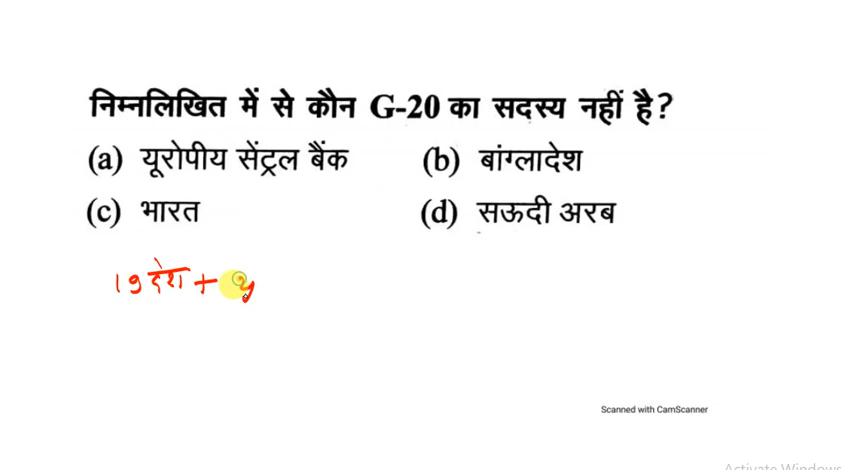 निम्नलिखित में से कौन G-20 का सदस्य नहीं है?
(a) यूरोपीय सेंट्रल बैंक (b) बांग्लादेश
(c) भारत (d) सऊदी अरब
19 देश + यू
Scanned with CamScanner
Activate Windows